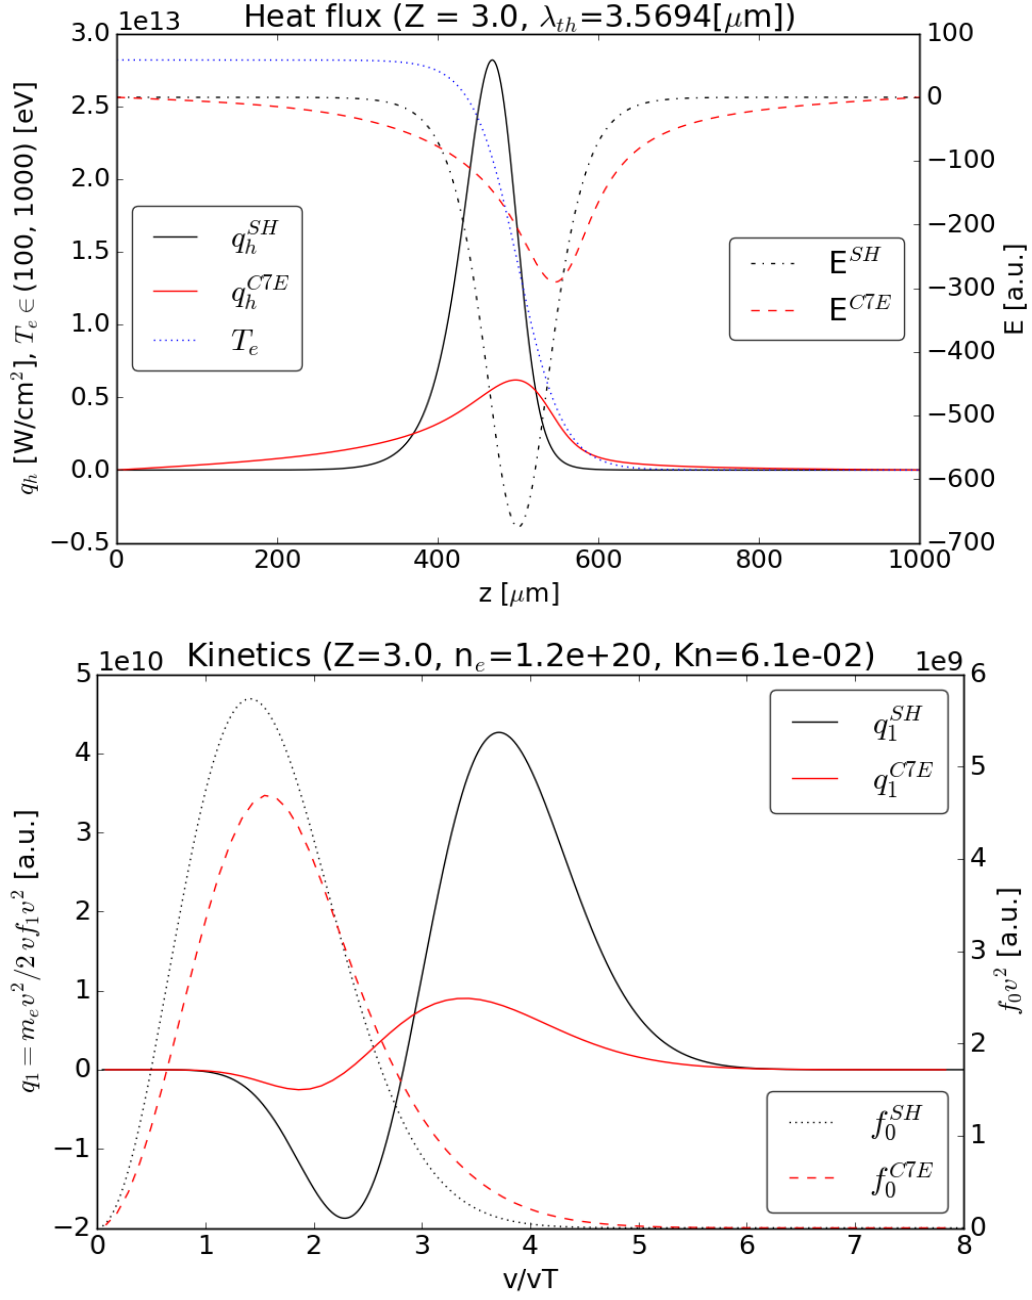 1e13 Heat flux (Z = 3.0, λ_th=3.5694[μm])
3.0
2.5
2.0
1.5
1.0
0.5
0.0
−0.5
q_h [W/cm²], T_e ∈ (100, 1000) [eV]
q_h^SH
q_h^C7E
T_e
E^SH
E^C7E
100
0
−100
−200
−300
−400
−500
−600
−700
E [a.u.]
0 200 400 600 800 1000
z [μm]
1e10 Kinetics (Z=3.0, n_e=1.2e+20, Kn=6.1e-02) 1e9
5
4
3
2
1
0
−1
−2
q_1 = m_e v²/2 v f_1 v² [a.u.]
q_1^SH
q_1^C7E
f_0^SH
f_0^C7E
6
5
4
3
2
1
0
f_0 v² [a.u.]
0 1 2 3 4 5 6 7 8
v/vT